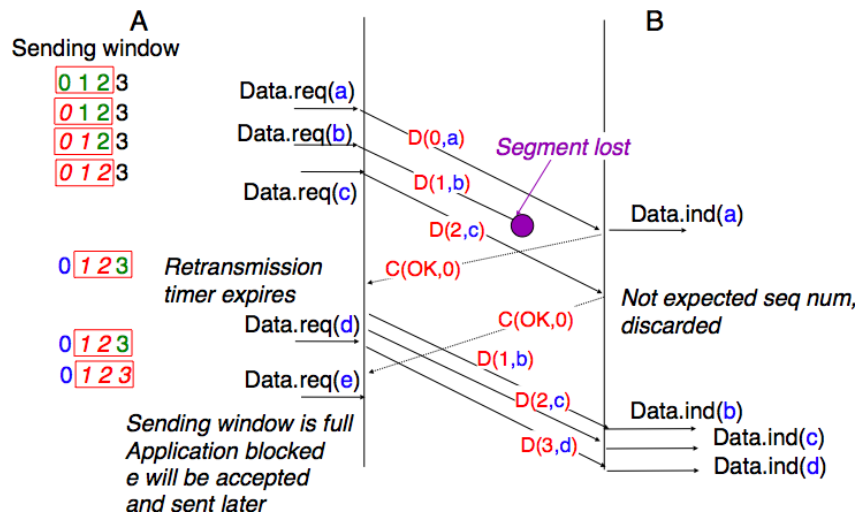 A
B
Sending window
0 1 2 3
0 1 2 3
0 1 2 3
0 1 2 3
Data.req(a)
Data.req(b)
Data.req(c)
D(0,a)
Segment lost
D(1,b)
D(2,c)
Data.ind(a)
0 1 2 3
Retransmission
timer expires
C(OK,0)
Not expected seq num,
discarded
C(OK,0)
Data.req(d)
0 1 2 3
D(1,b)
0 1 2 3
Data.req(e)
D(2,c)
Data.ind(b)
Sending window is full
Application blocked
e will be accepted
and sent later
D(3,d)
Data.ind(c)
Data.ind(d)